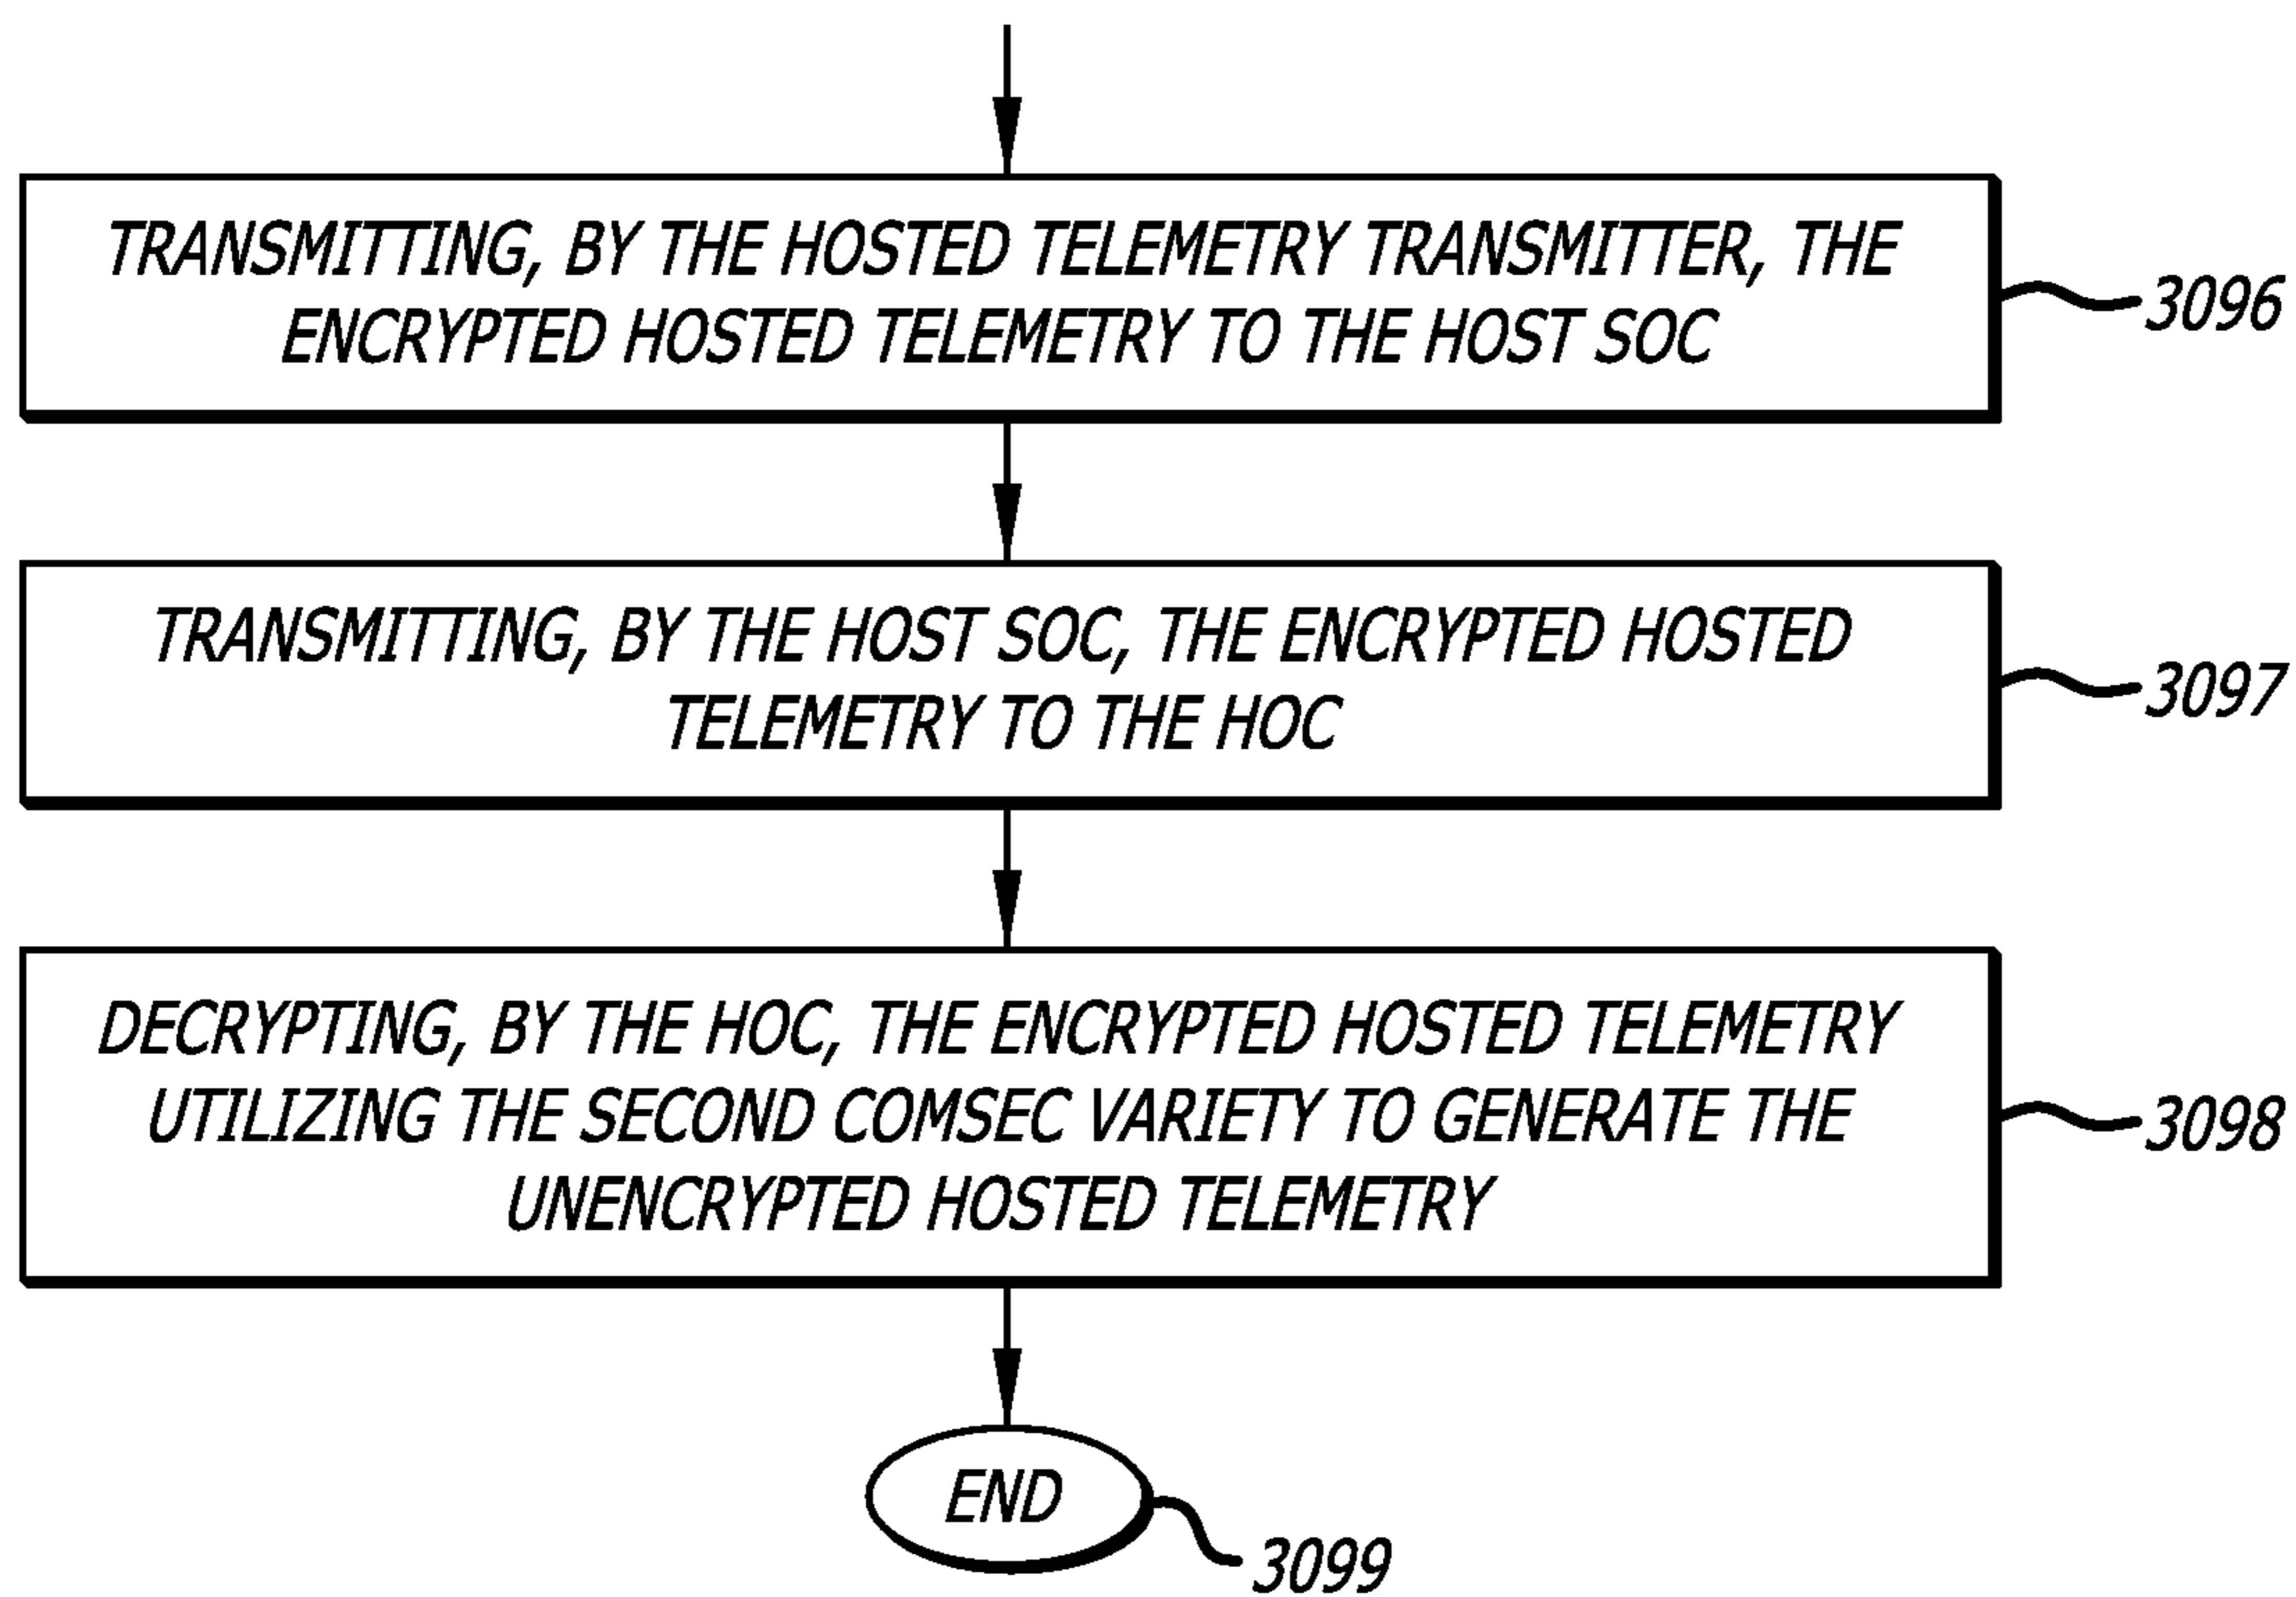 TRANSMITTING, BY THE HOSTED TELEMETRY TRANSMITTER, THE
ENCRYPTED HOSTED TELEMETRY TO THE HOST SOC
3096
TRANSMITTING, BY THE HOST SOC, THE ENCRYPTED HOSTED
TELEMETRY TO THE HOC
3097
DECRYPTING, BY THE HOC, THE ENCRYPTED HOSTED TELEMETRY
UTILIZING THE SECOND COMSEC VARIETY TO GENERATE THE
UNENCRYPTED HOSTED TELEMETRY
3098
END
3099